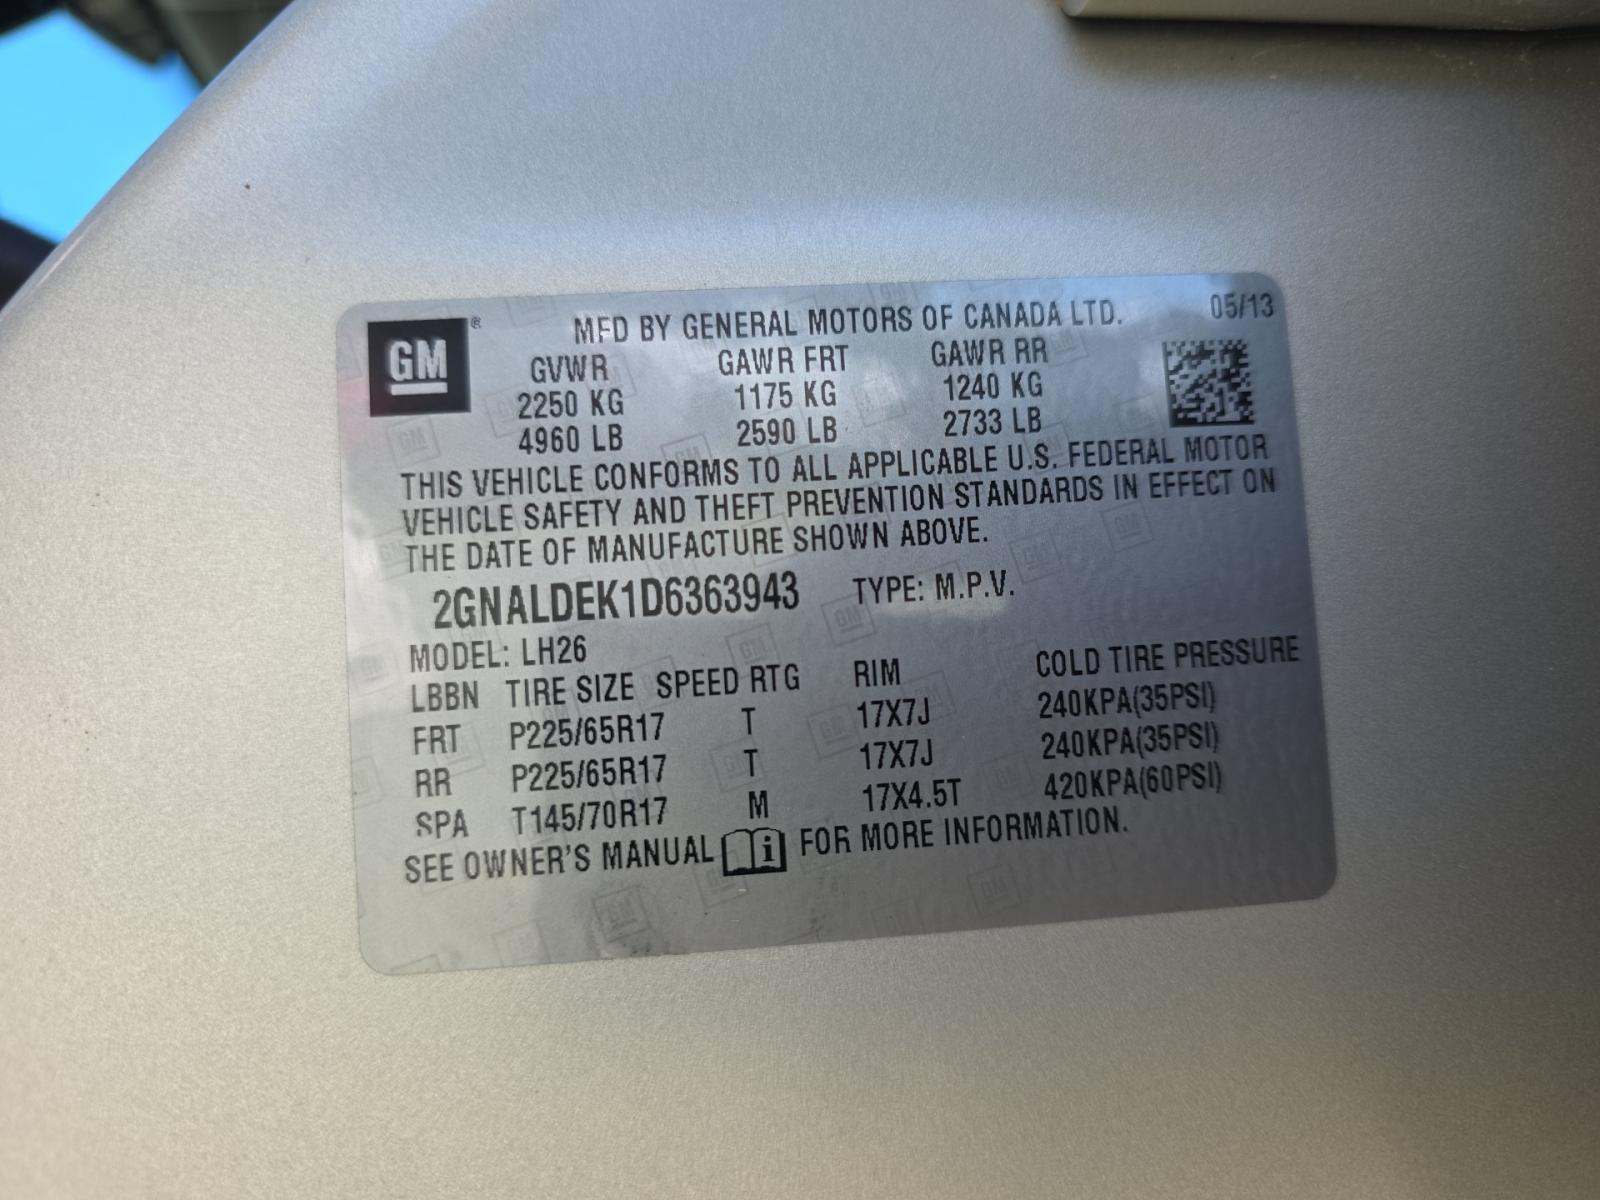 GM ®
MFD BY GENERAL MOTORS OF CANADA LTD. 05/13
GVWR GAWR FRT GAWR RR
2250 KG 1175 KG 1240 KG
4960 LB 2590 LB 2733 LB
THIS VEHICLE CONFORMS TO ALL APPLICABLE U.S. FEDERAL MOTOR
VEHICLE SAFETY AND THEFT PREVENTION STANDARDS IN EFFECT ON
THE DATE OF MANUFACTURE SHOWN ABOVE.
2GNALDEK1D6363943 TYPE: M.P.V.
MODEL: LH26
LBBN TIRE SIZE SPEED RTG RIM COLD TIRE PRESSURE
FRT P225/65R17 T 17X7J 240KPA(35PSI)
RR P225/65R17 T 17X7J 240KPA(35PSI)
SPA T145/70R17 M 17X4.5T 420KPA(60PSI)
SEE OWNER'S MANUAL i FOR MORE INFORMATION.